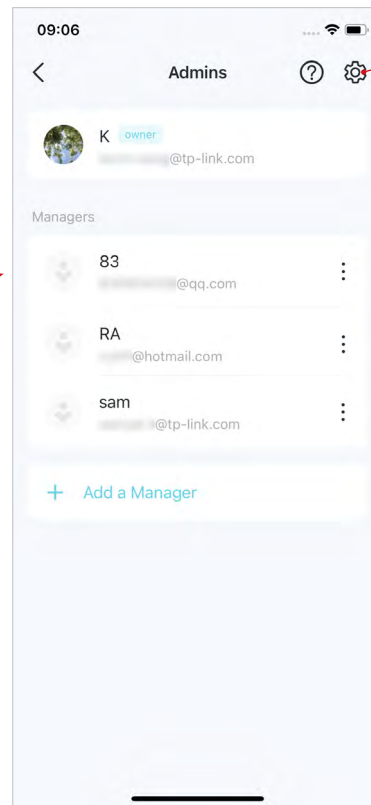 09:06
Admins
K owner
@tp-link.com
Managers
83
@qq.com
RA
@hotmail.com
sam
@tp-link.com
+ Add a Manager